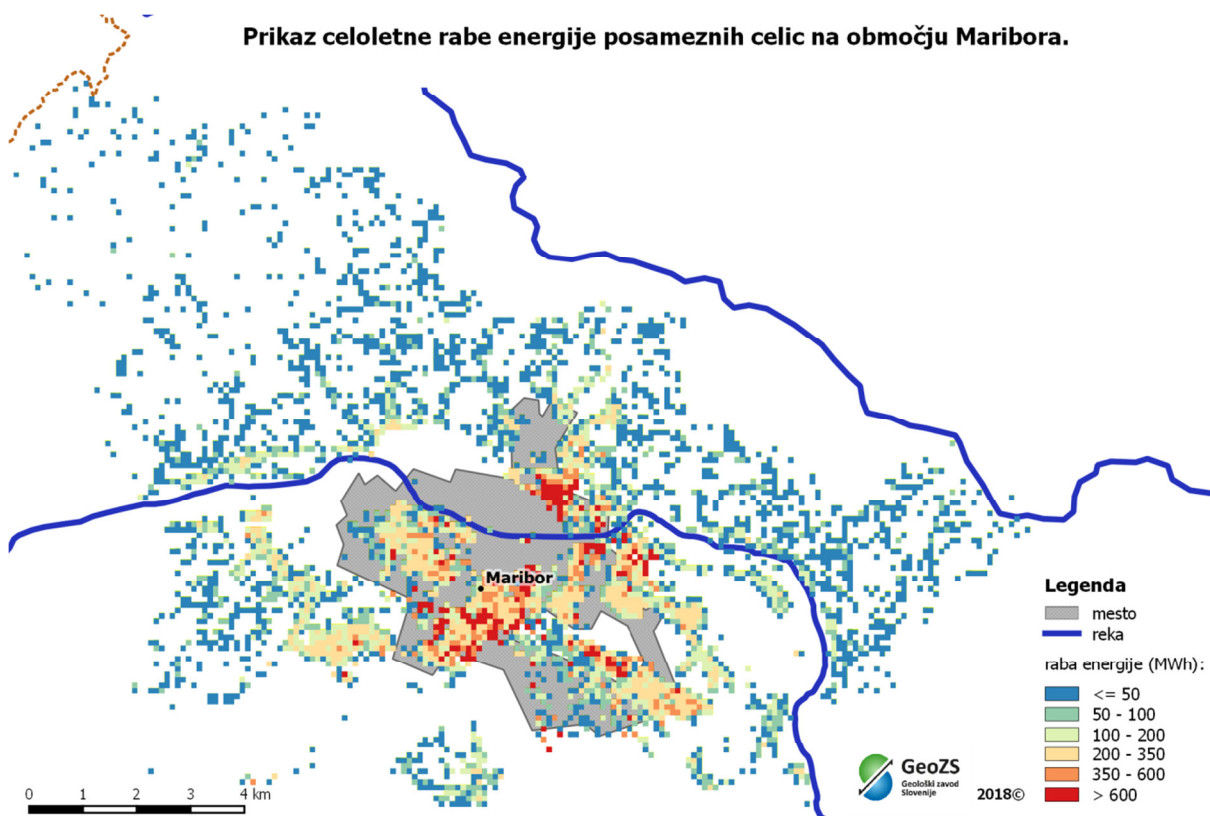 Prikaz celoletne rabe energije posameznih celic na območju Maribora.
Maribor
Legenda
mesto
reka
raba energije (MWh):
<= 50
50 - 100
100 - 200
200 - 350
350 - 600
> 600
GeoZS
Geološki zavod
Slovenije
2018©
0 1 2 3 4 km